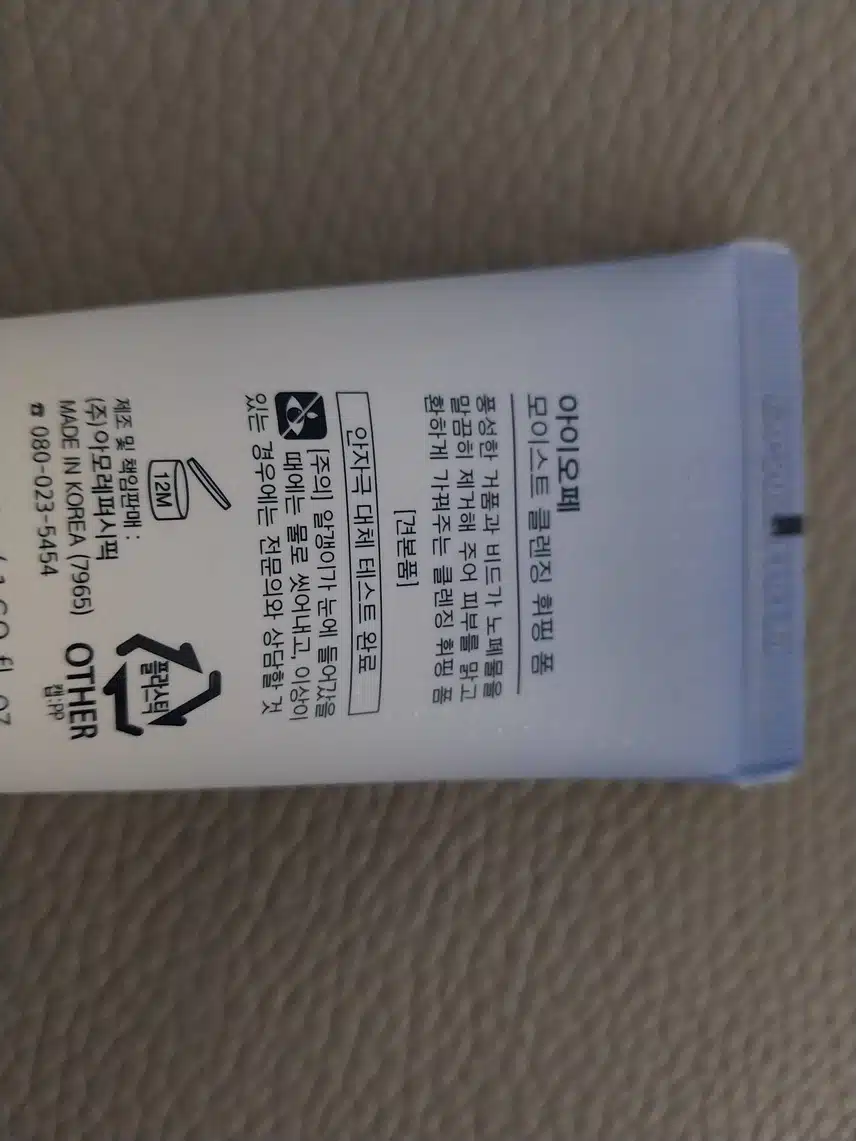 아이오페
모이스트 클렌징 휘핑 폼
풍성한 거품과 비드가 노폐물을
말끔히 제거해 주어 피부를 맑고
환하게 가꿔주는 클렌징 휘핑 폼
[견본품]
안자극 대체 테스트 완료
[주의] 알갱이가 눈에 들어갔을
때에는 물로 씻어내고, 이상이
있는 경우에는 전문의와 상담할 것
12M
플라스틱
OTHER
캡:PP
제조 및 책임판매 :
(주)아모레퍼시픽
MADE IN KOREA (7965)
☎ 080-023-5454
fl. oz